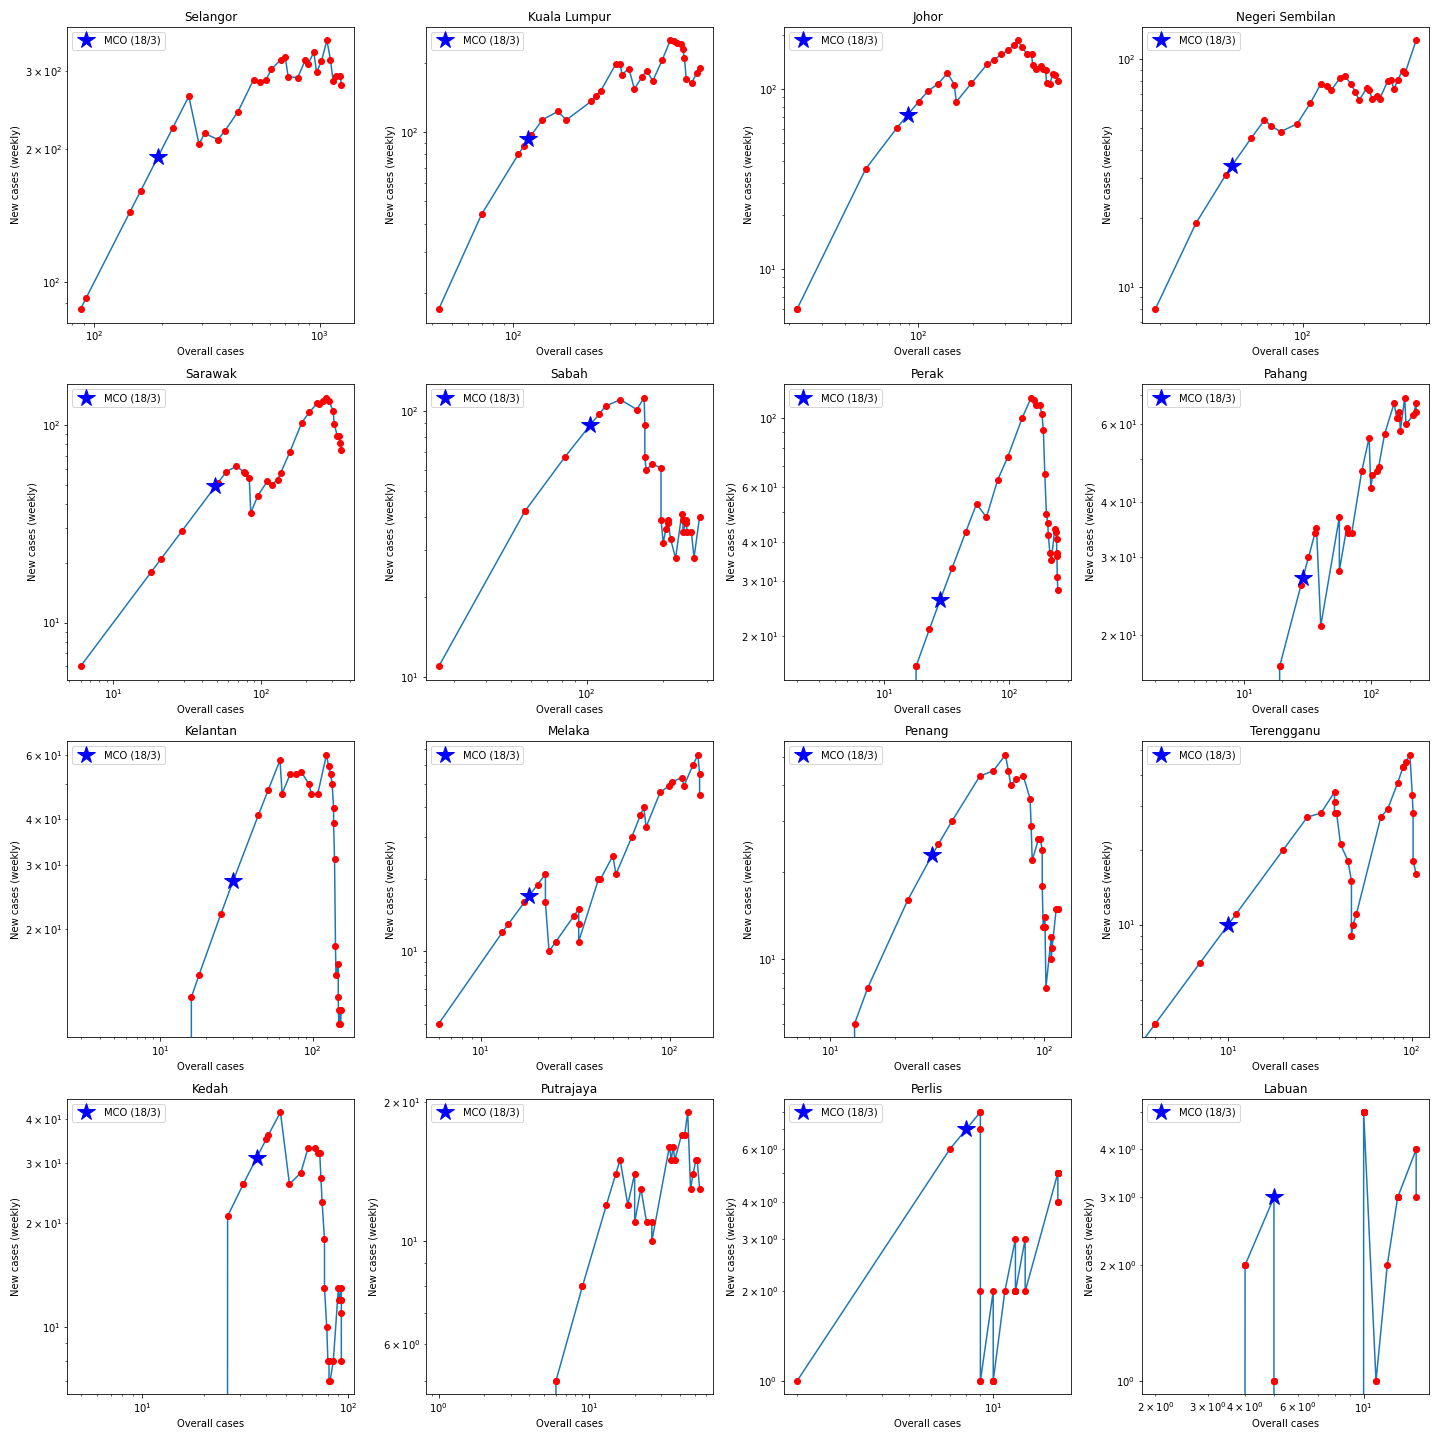 Selangor
MCO (18/3)
New cases (weekly)
3 × 10²
2 × 10²
10²
10² 10³
Overall cases
Kuala Lumpur
MCO (18/3)
New cases (weekly)
10²
10²
Overall cases
Johor
MCO (18/3)
New cases (weekly)
10²
10¹
10²
Overall cases
Negeri Sembilan
MCO (18/3)
New cases (weekly)
10²
10¹
10²
Overall cases
Sarawak
MCO (18/3)
New cases (weekly)
10²
10¹
10¹ 10²
Overall cases
Sabah
MCO (18/3)
New cases (weekly)
10²
10¹
10²
Overall cases
Perak
MCO (18/3)
New cases (weekly)
10²
6 × 10¹
4 × 10¹
3 × 10¹
2 × 10¹
10¹ 10²
Overall cases
Pahang
MCO (18/3)
New cases (weekly)
6 × 10¹
4 × 10¹
3 × 10¹
2 × 10¹
10¹ 10²
Overall cases
Kelantan
MCO (18/3)
New cases (weekly)
6 × 10¹
4 × 10¹
3 × 10¹
2 × 10¹
10¹ 10²
Overall cases
Melaka
MCO (18/3)
New cases (weekly)
10¹
10¹ 10²
Overall cases
Penang
MCO (18/3)
New cases (weekly)
10¹
10¹ 10²
Overall cases
Terengganu
MCO (18/3)
New cases (weekly)
10¹
10¹ 10²
Overall cases
Kedah
MCO (18/3)
New cases (weekly)
4 × 10¹
3 × 10¹
2 × 10¹
10¹
10¹ 10²
Overall cases
Putrajaya
MCO (18/3)
New cases (weekly)
2 × 10¹
10¹
6 × 10⁰
10⁰ 10¹
Overall cases
Perlis
MCO (18/3)
New cases (weekly)
6 × 10⁰
4 × 10⁰
3 × 10⁰
2 × 10⁰
10⁰
10¹
Overall cases
Labuan
MCO (18/3)
New cases (weekly)
4 × 10⁰
3 × 10⁰
2 × 10⁰
10⁰
2 × 10⁰ 3 × 10⁰ 4 × 10⁰ 6 × 10⁰ 10¹
Overall cases